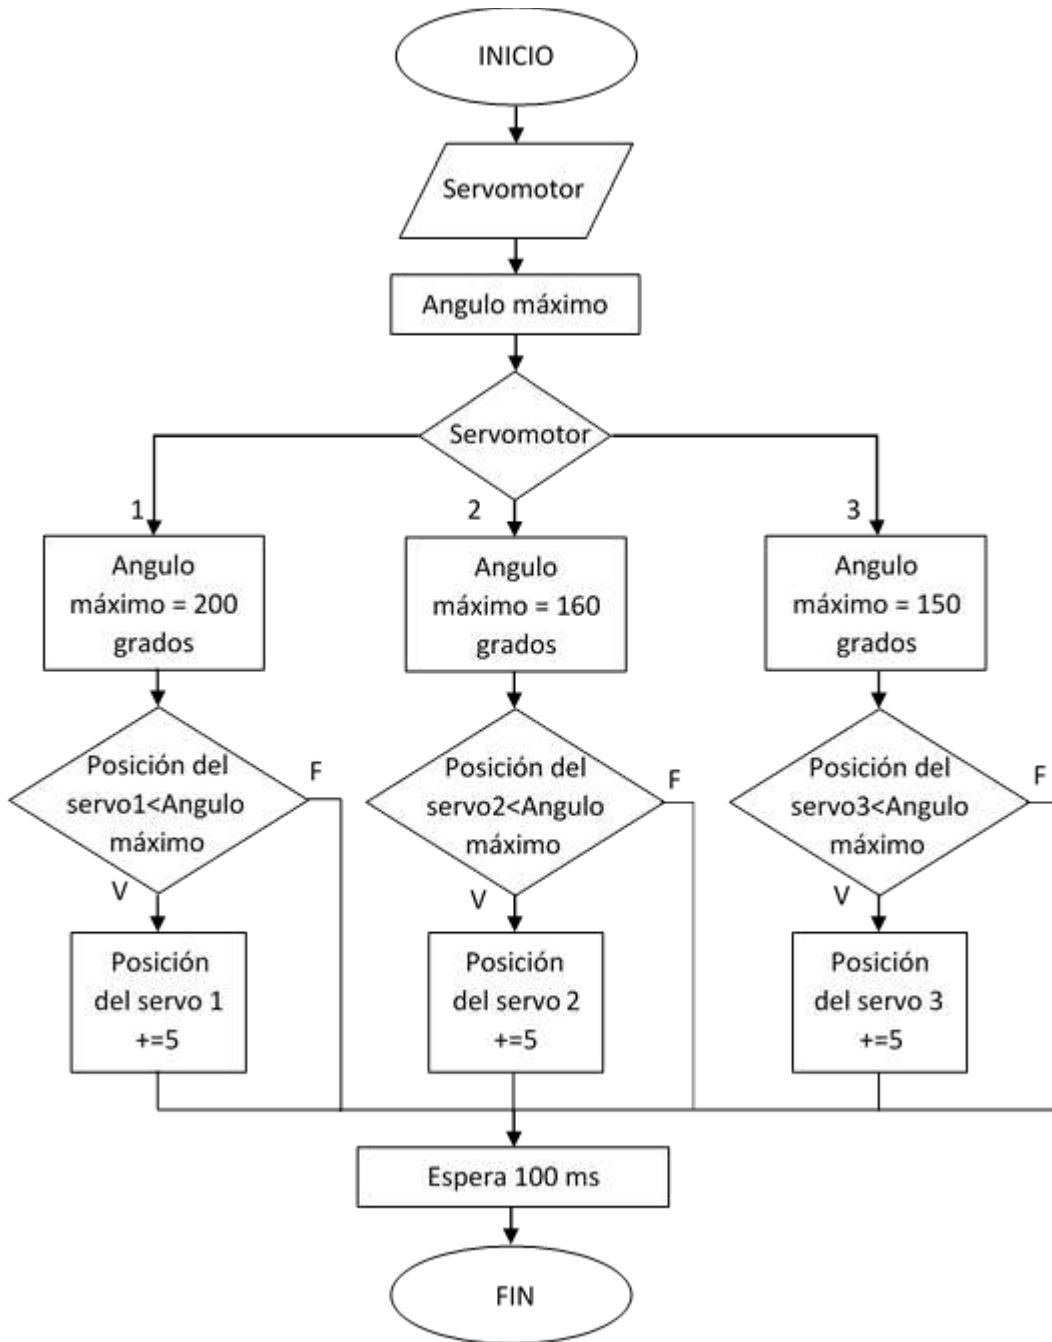 INICIO
Servomotor
Angulo máximo
Servomotor
1
2
3
Angulo
máximo = 200
grados
Angulo
máximo = 160
grados
Angulo
máximo = 150
grados
Posición del
servo1<Angulo
máximo
F
V
Posición del
servo2<Angulo
máximo
F
V
Posición del
servo3<Angulo
máximo
F
V
Posición
del servo 1
+=5
Posición
del servo 2
+=5
Posición
del servo 3
+=5
Espera 100 ms
FIN